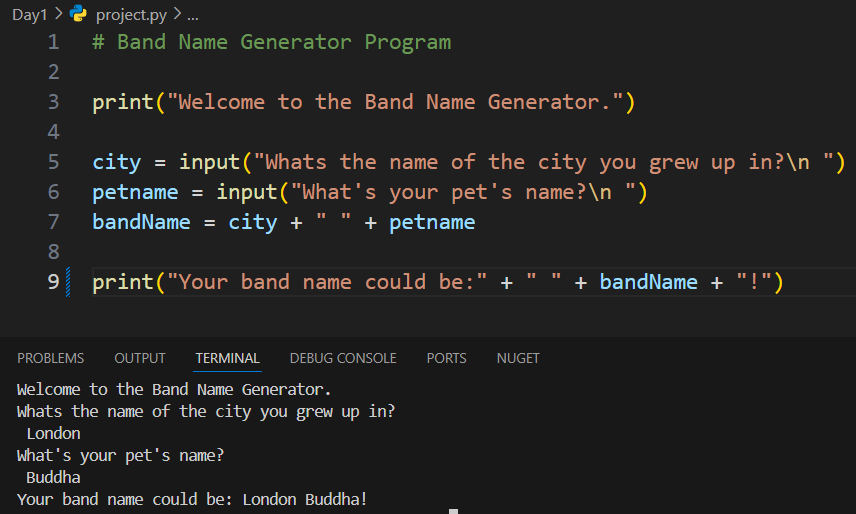 Day1 > project.py > ...
1 # Band Name Generator Program
2
3 print("Welcome to the Band Name Generator.")
4
5 city = input("Whats the name of the city you grew up in?\n ")
6 petname = input("What's your pet's name?\n ")
7 bandName = city + " " + petname
8
9 print("Your band name could be:" + " " + bandName + "!")
PROBLEMS OUTPUT TERMINAL DEBUG CONSOLE PORTS NUGET
Welcome to the Band Name Generator.
Whats the name of the city you grew up in?
 London
What's your pet's name?
 Buddha
Your band name could be: London Buddha!